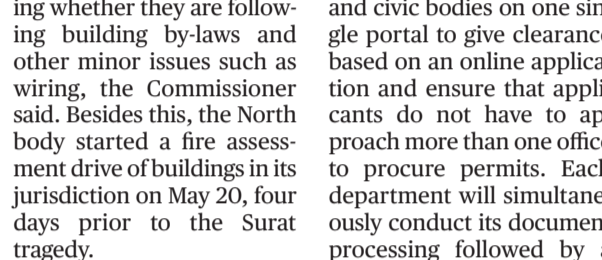 ing whether they are follow-
ing building by-laws and
other minor issues such as
wiring, the Commissioner
said. Besides this, the North
body started a fire assess-
ment drive of buildings in its
jurisdiction on May 20, four
days prior to the Surat
tragedy.
and civic bodies on one sin
gle portal to give clearanc
based on an online applica
tion and ensure that appli
cants do not have to ap
proach more than one offic
to procure permits. Eac
department will simultane
ously conduct its documen
processing followed by